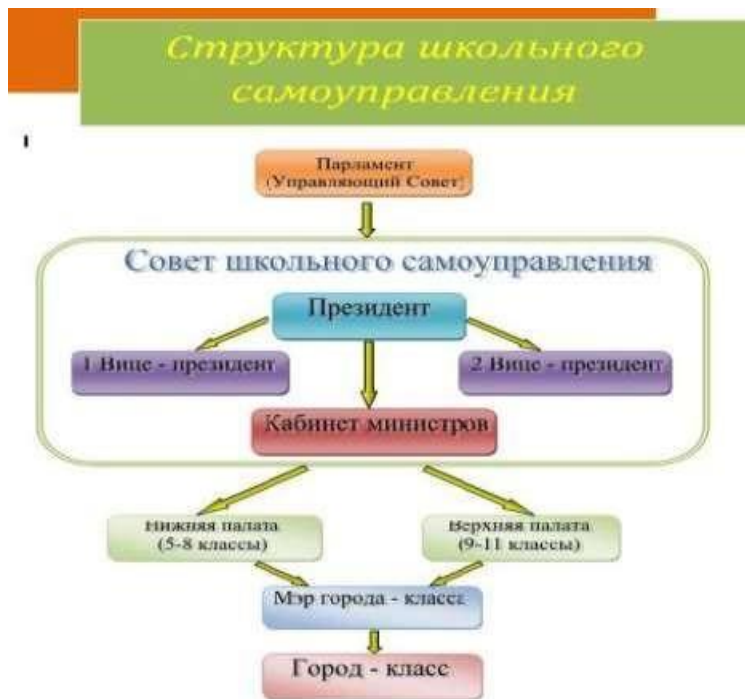 Структура школьного
самоуправления
Парламент
(Управляющий Совет)
Совет школьного самоуправления
Президент
1 Вице - президент
2 Вице - президент
Кабинет министров
Нижняя палата
(5-8 классы)
Верхняя палата
(9-11 классы)
Мэр города - класса
Город - класс